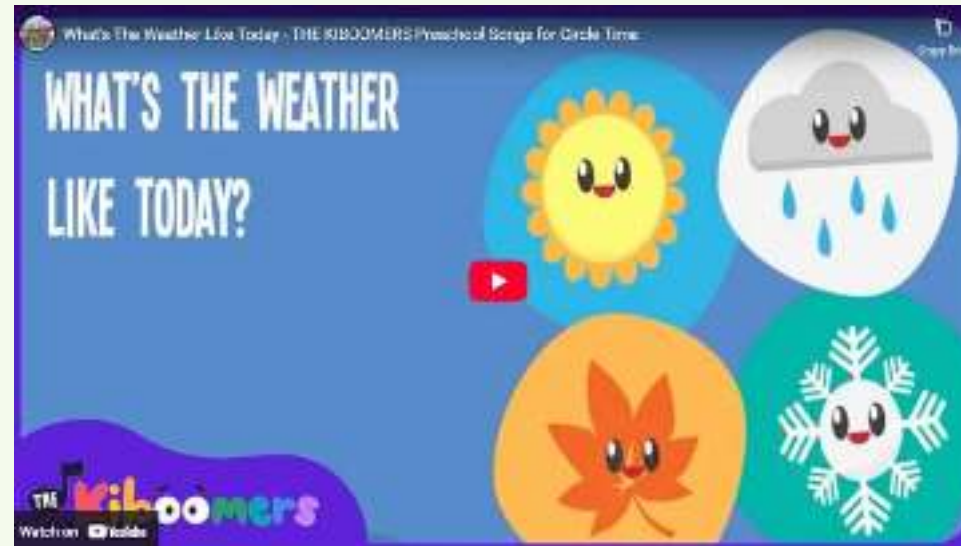 What's The Weather Like Today - THE KIBOOMERS Preschool Songs for Circle Time
WHAT'S THE WEATHER
LIKE TODAY?
THE Kiboomers
Watch on YouTube